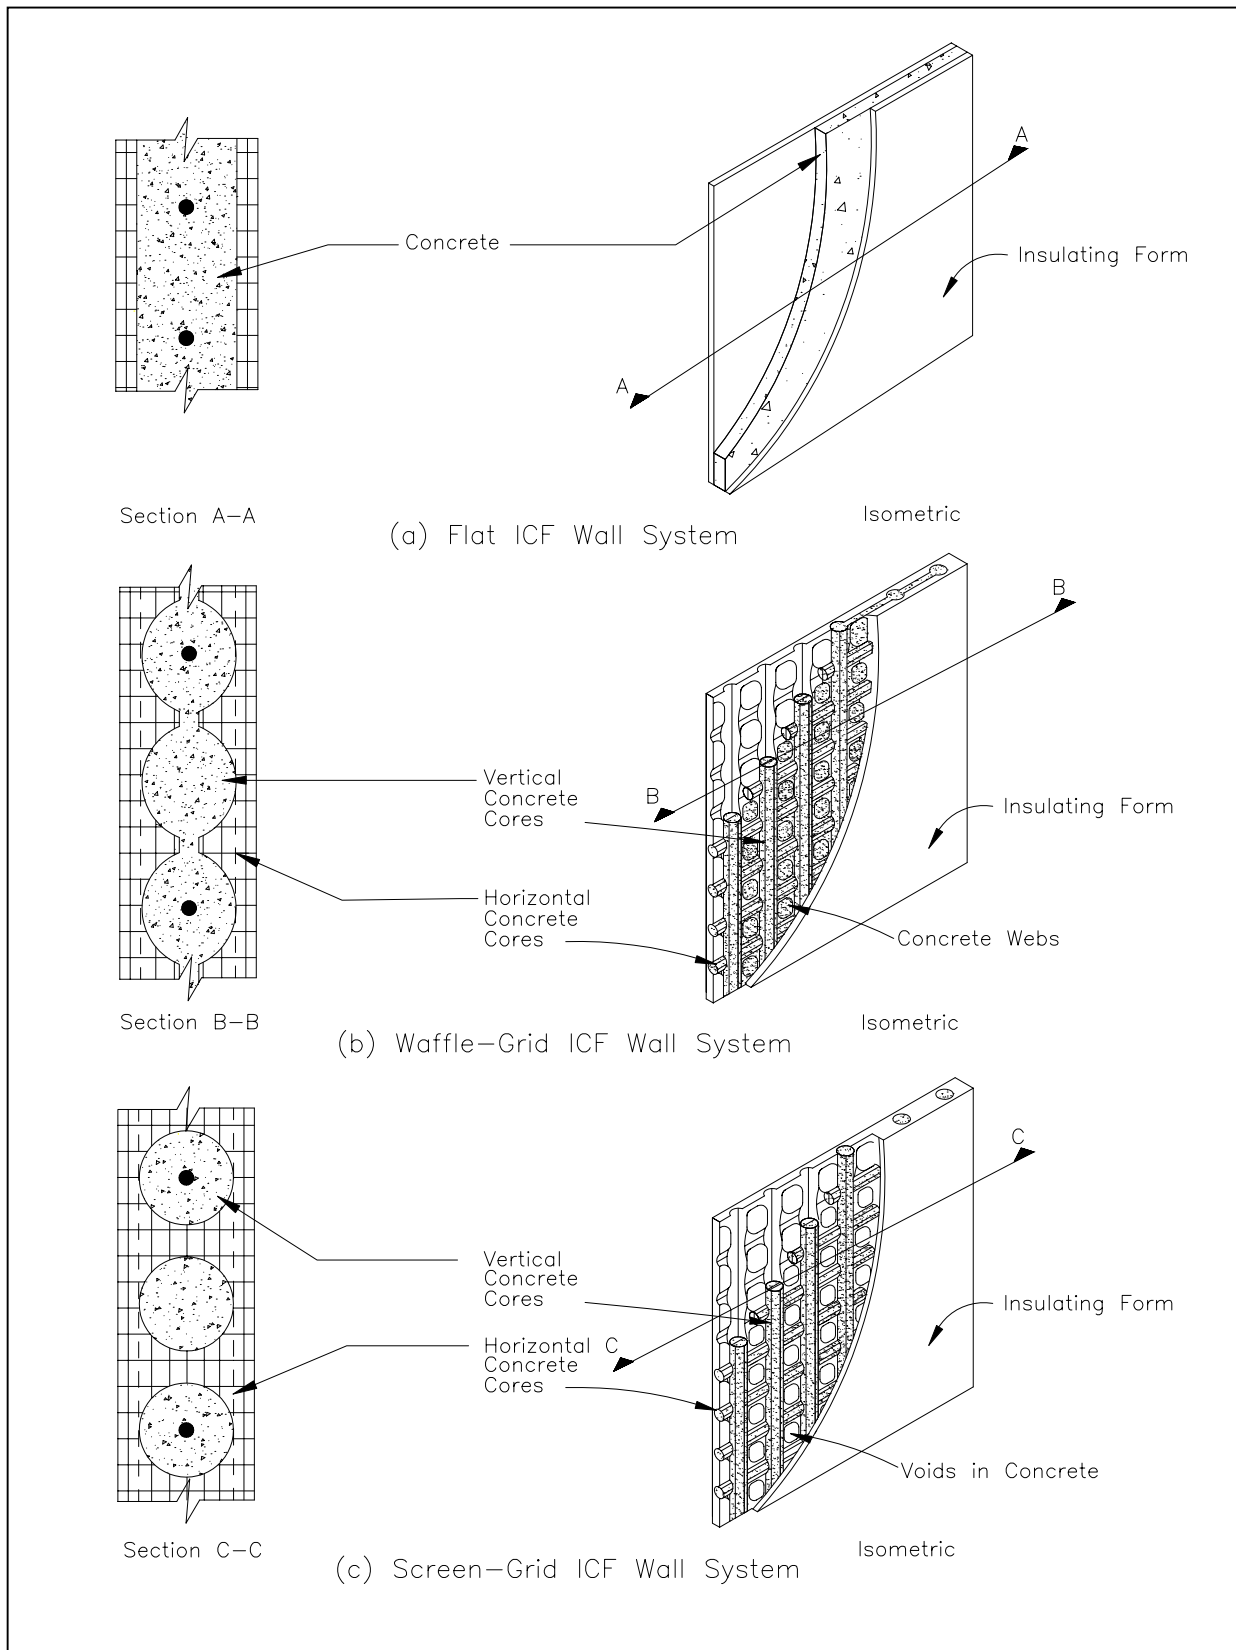 A
Concrete
Insulating Form
A
Section A-A
Isometric
(a) Flat ICF Wall System
B
Vertical
Concrete
Cores
B
Insulating Form
Horizontal
Concrete
Cores
Concrete Webs
Section B-B
Isometric
(b) Waffle-Grid ICF Wall System
C
Vertical
Concrete
Cores
Insulating Form
Horizontal C
Concrete
Cores
Voids in Concrete
Section C-C
Isometric
(c) Screen-Grid ICF Wall System